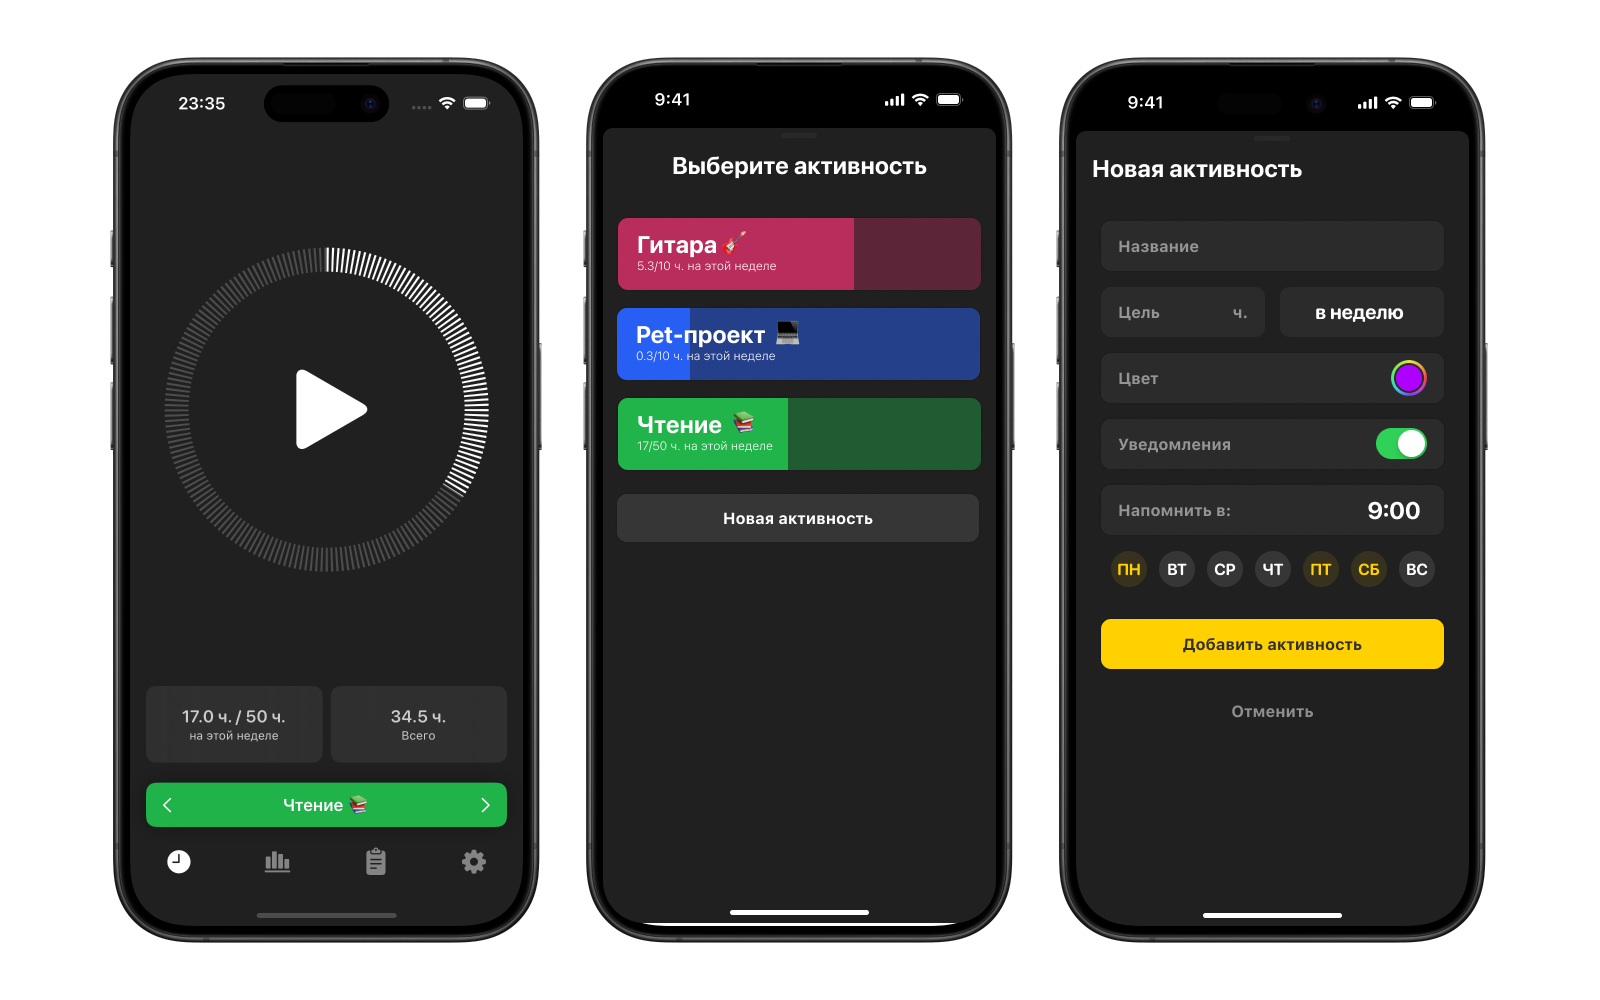 23:35
17.0 ч. / 50 ч.
на этой неделе
34.5 ч.
Всего
Чтение
9:41
Выберите активность
Гитара
5.3/10 ч. на этой неделе
Pet-проект
0.3/10 ч. на этой неделе
Чтение
17/50 ч. на этой неделе
Новая активность
9:41
Новая активность
Название
Цель ч. в неделю
Цвет
Уведомления
Напомнить в: 9:00
ПН ВТ СР ЧТ ПТ СБ ВС
Добавить активность
Отменить